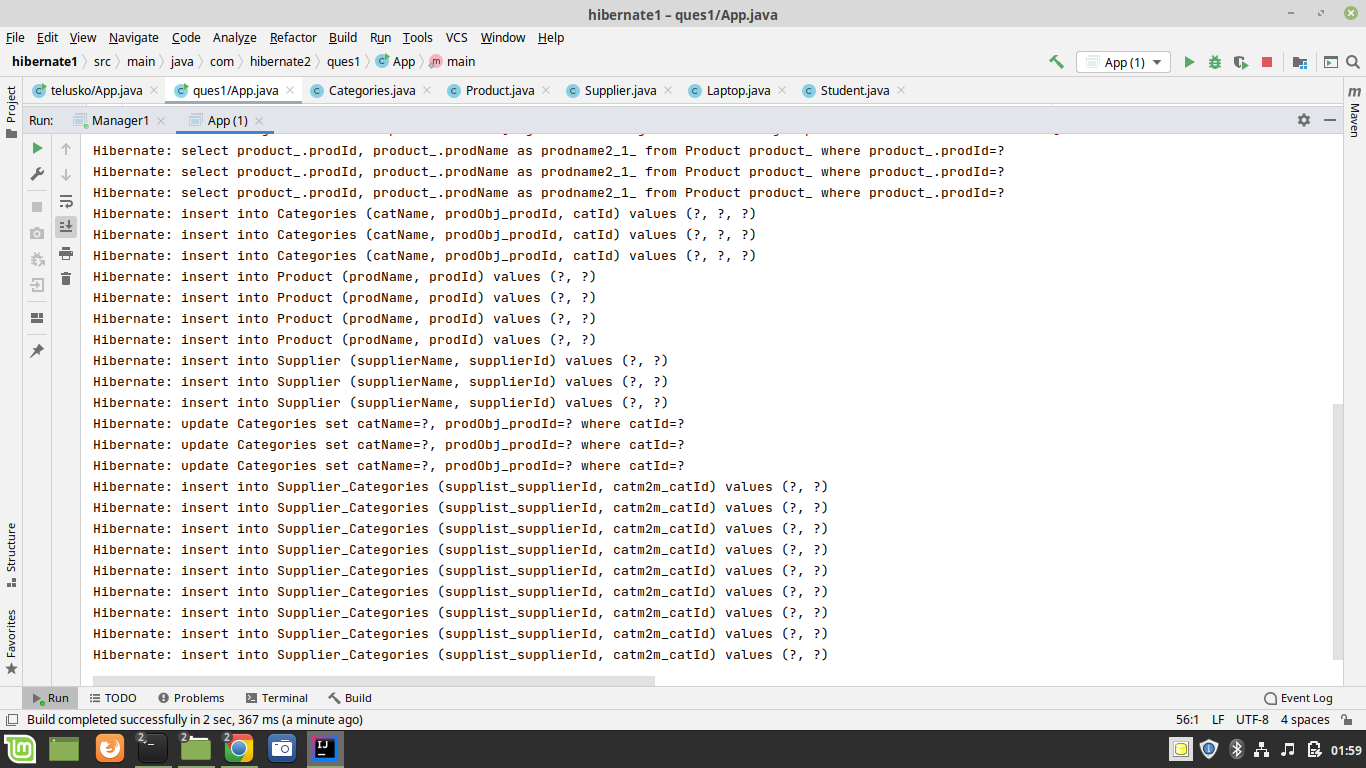 hibernate1 – ques1/App.java
File Edit View Navigate Code Analyze Refactor Build Run Tools VCS Window Help
hibernate1 src main java com hibernate2 ques1 App main App (1)
telusko/App.java ques1/App.java Categories.java Product.java Supplier.java Laptop.java Student.java
Project
Maven
Run: Manager1 App (1)
Hibernate: select product_.prodId, product_.prodName as prodname2_1_ from Product product_ where product_.prodId=?
Hibernate: select product_.prodId, product_.prodName as prodname2_1_ from Product product_ where product_.prodId=?
Hibernate: select product_.prodId, product_.prodName as prodname2_1_ from Product product_ where product_.prodId=?
Hibernate: insert into Categories (catName, prodObj_prodId, catId) values (?, ?, ?)
Hibernate: insert into Categories (catName, prodObj_prodId, catId) values (?, ?, ?)
Hibernate: insert into Categories (catName, prodObj_prodId, catId) values (?, ?, ?)
Hibernate: insert into Product (prodName, prodId) values (?, ?)
Hibernate: insert into Product (prodName, prodId) values (?, ?)
Hibernate: insert into Product (prodName, prodId) values (?, ?)
Hibernate: insert into Product (prodName, prodId) values (?, ?)
Hibernate: insert into Supplier (supplierName, supplierId) values (?, ?)
Hibernate: insert into Supplier (supplierName, supplierId) values (?, ?)
Hibernate: insert into Supplier (supplierName, supplierId) values (?, ?)
Hibernate: update Categories set catName=?, prodObj_prodId=? where catId=?
Hibernate: update Categories set catName=?, prodObj_prodId=? where catId=?
Hibernate: update Categories set catName=?, prodObj_prodId=? where catId=?
Hibernate: insert into Supplier_Categories (supplist_supplierId, catm2m_catId) values (?, ?)
Hibernate: insert into Supplier_Categories (supplist_supplierId, catm2m_catId) values (?, ?)
Hibernate: insert into Supplier_Categories (supplist_supplierId, catm2m_catId) values (?, ?)
Hibernate: insert into Supplier_Categories (supplist_supplierId, catm2m_catId) values (?, ?)
Hibernate: insert into Supplier_Categories (supplist_supplierId, catm2m_catId) values (?, ?)
Hibernate: insert into Supplier_Categories (supplist_supplierId, catm2m_catId) values (?, ?)
Hibernate: insert into Supplier_Categories (supplist_supplierId, catm2m_catId) values (?, ?)
Hibernate: insert into Supplier_Categories (supplist_supplierId, catm2m_catId) values (?, ?)
Hibernate: insert into Supplier_Categories (supplist_supplierId, catm2m_catId) values (?, ?)
Structure
Favorites
Run TODO Problems Terminal Build Event Log
Build completed successfully in 2 sec, 367 ms (a minute ago) 56:1 LF UTF-8 4 spaces
2 2 2 IJ 01:59